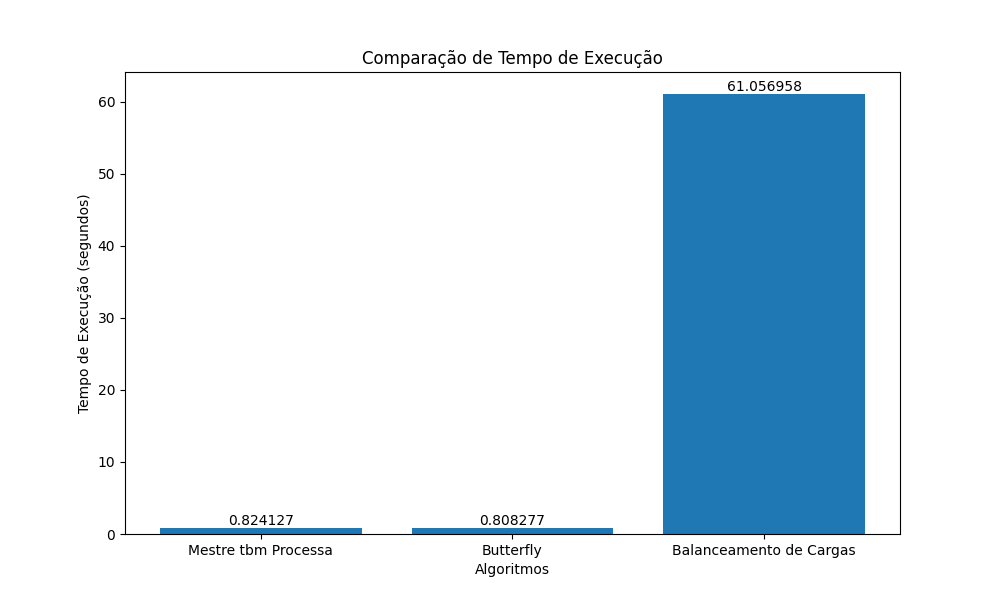 Comparação de Tempo de Execução
61.056958
60
50
40
30
20
10
0
Tempo de Execução (segundos)
0.824127
0.808277
Mestre tbm Processa
Butterfly
Balanceamento de Cargas
Algoritmos